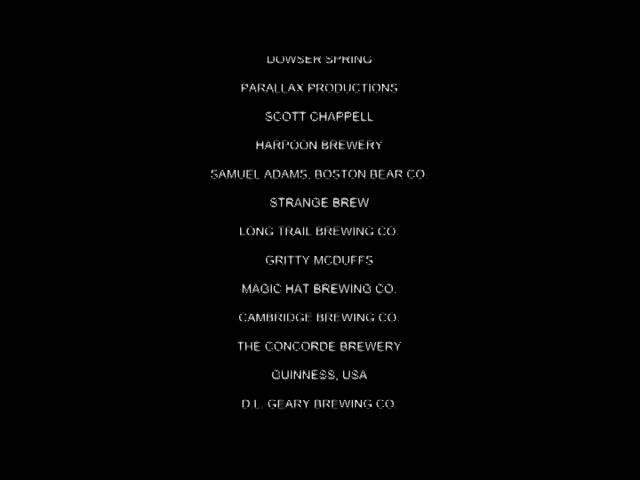 DOWSER SPRING
PARALLAX PRODUCTIONS
SCOTT CHAPPELL
HARPOON BREWERY
SAMUEL ADAMS, BOSTON BEAR CO.
STRANGE BREW
LONG TRAIL BREWING CO.
GRITTY MCDUFFS
MAGIC HAT BREWING CO.
CAMBRIDGE BREWING CO.
THE CONCORDE BREWERY
GUINNESS, USA
D.L. GEARY BREWING CO.